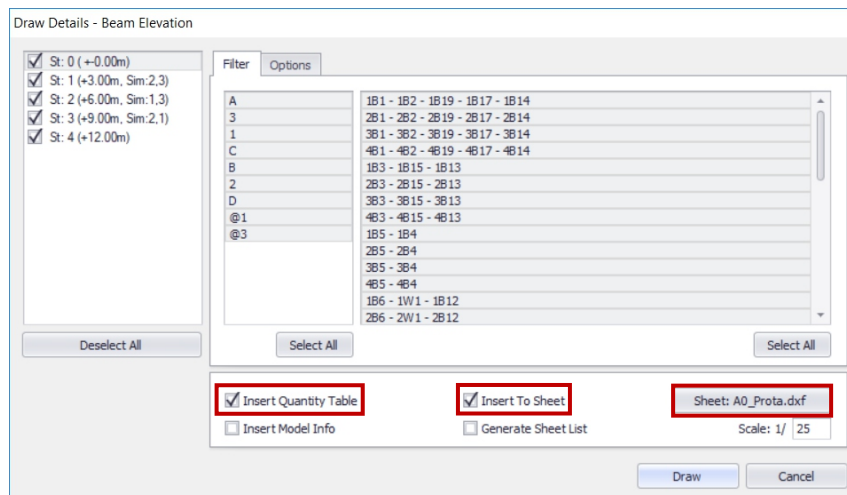 Draw Details - Beam Elevation
St: 0 ( +-0.00m)
St: 1 (+3.00m, Sim:2,3)
St: 2 (+6.00m, Sim:1,3)
St: 3 (+9.00m, Sim:2,1)
St: 4 (+12.00m)
Deselect All
Filter Options
A
3
1
C
B
2
D
@1
@3
Select All
1B1 - 1B2 - 1B19 - 1B17 - 1B14
2B1 - 2B2 - 2B19 - 2B17 - 2B14
3B1 - 3B2 - 3B19 - 3B17 - 3B14
4B1 - 4B2 - 4B19 - 4B17 - 4B14
1B3 - 1B15 - 1B13
2B3 - 2B15 - 2B13
3B3 - 3B15 - 3B13
4B3 - 4B15 - 4B13
1B5 - 1B4
2B5 - 2B4
3B5 - 3B4
4B5 - 4B4
1B6 - 1W1 - 1B12
2B6 - 2W1 - 2B12
Select All
Insert Quantity Table Insert To Sheet Sheet: A0_Prota.dxf
Insert Model Info Generate Sheet List Scale: 1/ 25
Draw Cancel